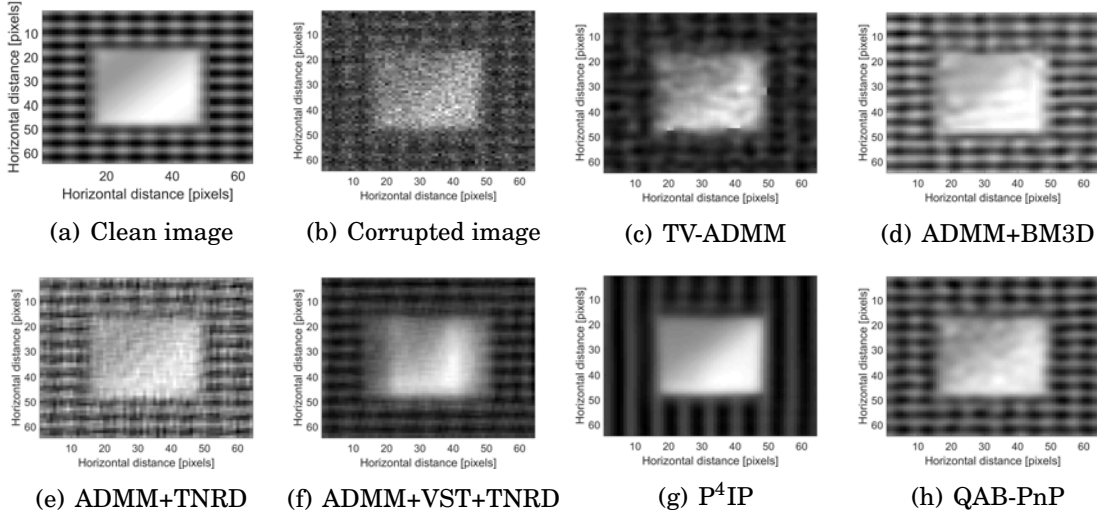 Horizontal distance [pixels]
10
20
30
40
50
60
20 40 60
Horizontal distance [pixels]
(a) Clean image
Horizontal distance [pixels]
10
20
30
40
50
60
10 20 30 40 50 60
Horizontal distance [pixels]
(b) Corrupted image
Horizontal distance [pixels]
10
20
30
40
50
60
10 20 30 40 50 60
Horizontal distance [pixels]
(c) TV-ADMM
Horizontal distance [pixels]
10
20
30
40
50
60
10 20 30 40 50 60
Horizontal distance [pixels]
(d) ADMM+BM3D
Horizontal distance [pixels]
10
20
30
40
50
60
10 20 30 40 50 60
Horizontal distance [pixels]
(e) ADMM+TNRD
Horizontal distance [pixels]
10
20
30
40
50
60
10 20 30 40 50 60
Horizontal distance [pixels]
(f) ADMM+VST+TNRD
Horizontal distance [pixels]
10
20
30
40
50
60
10 20 30 40 50 60
Horizontal distance [pixels]
(g) P⁴IP
Horizontal distance [pixels]
10
20
30
40
50
60
10 20 30 40 50 60
Horizontal distance [pixels]
(h) QAB-PnP